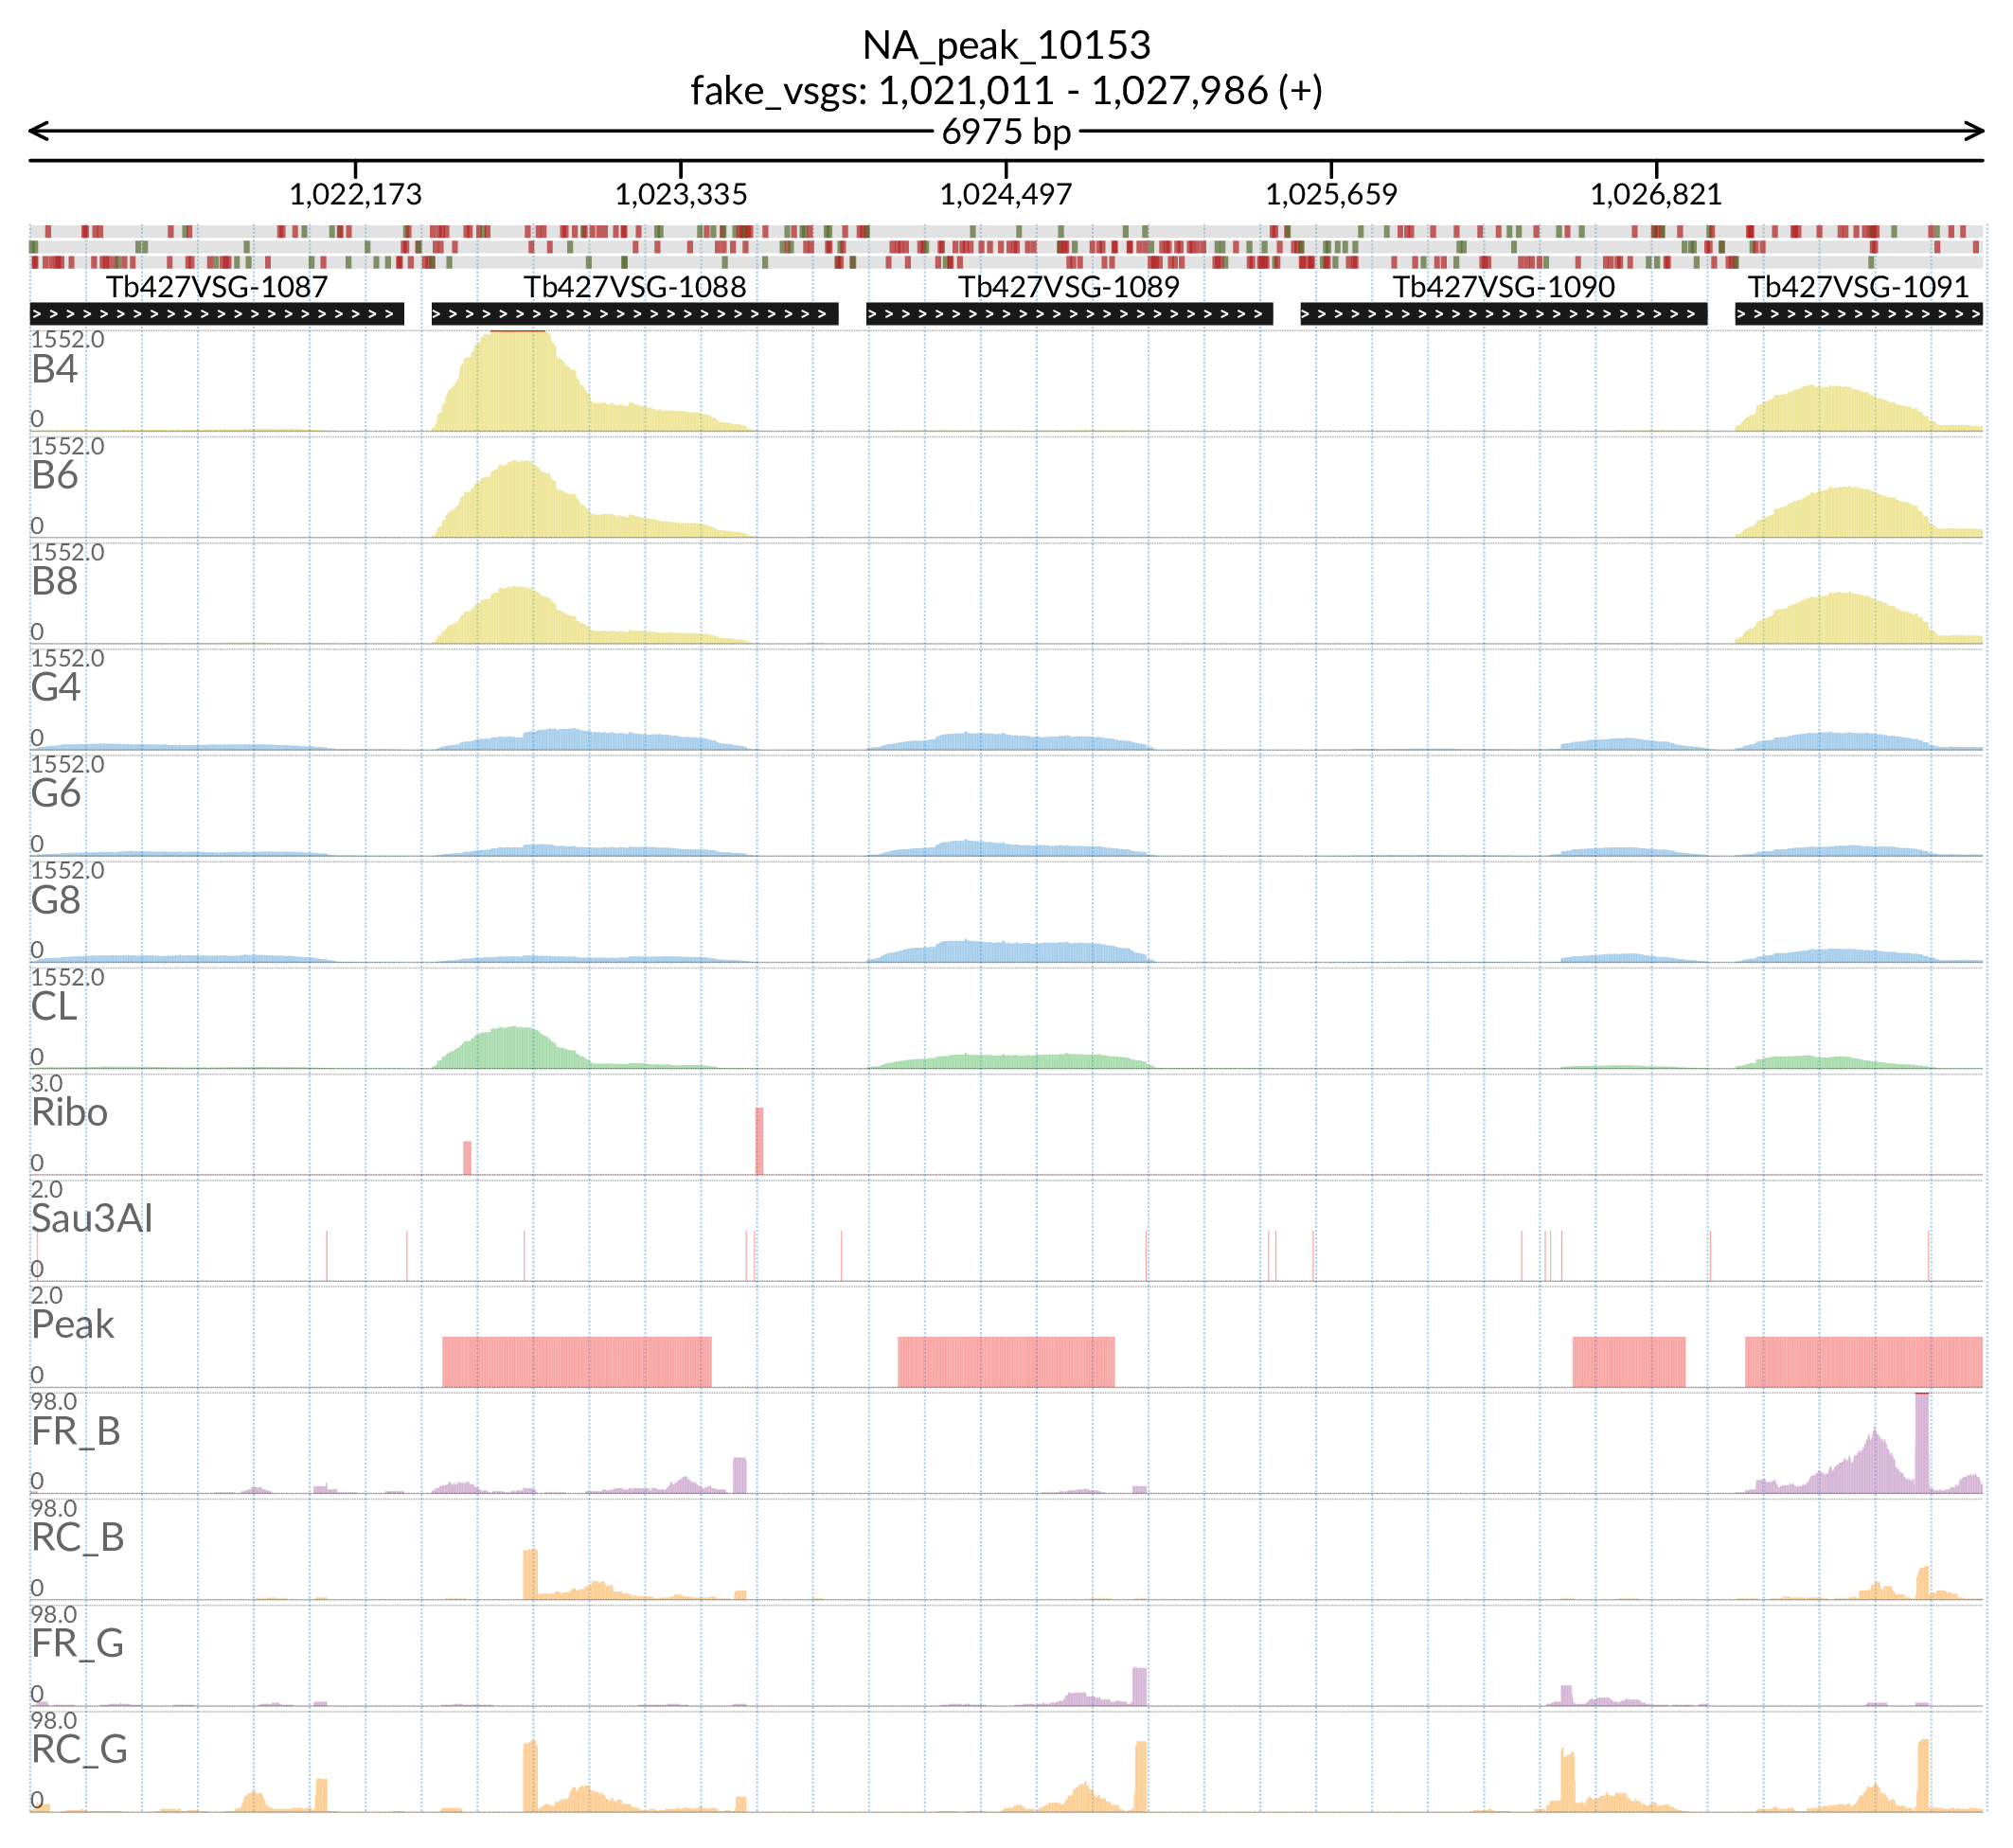 NA_peak_10153
fake_vsgs: 1,021,011 - 1,027,986 (+)
6975 bp
1,022,173 1,023,335 1,024,497 1,025,659 1,026,821
Tb427VSG-1087 Tb427VSG-1088 Tb427VSG-1089 Tb427VSG-1090 Tb427VSG-1091
1552.0
B4
0
1552.0
B6
0
1552.0
B8
0
1552.0
G4
0
1552.0
G6
0
1552.0
G8
0
1552.0
CL
0
3.0
Ribo
0
2.0
Sau3AI
0
2.0
Peak
0
98.0
FR_B
0
98.0
RC_B
0
98.0
FR_G
0
98.0
RC_G
0